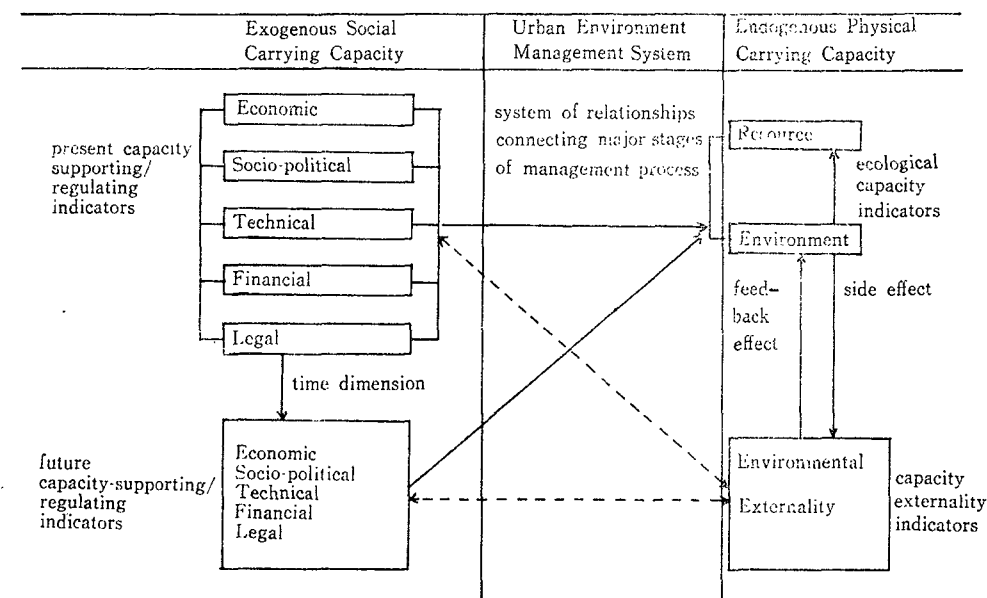 Exogenous Social
Carrying Capacity
Urban Environment
Management System
Endogenous Physical
Carrying Capacity
present capacity
supporting/
regulating
indicators
Economic
Socio-political
Technical
Financial
Legal
time dimension
system of relationships
connecting major stages
of management process
Resource
ecological
capacity
indicators
Environment
feed-
back
effect
side effect
future
capacity-supporting/
regulating
indicators
Economic
Socio-political
Technical
Financial
Legal
Environmental
Externality
capacity
externality
indicators